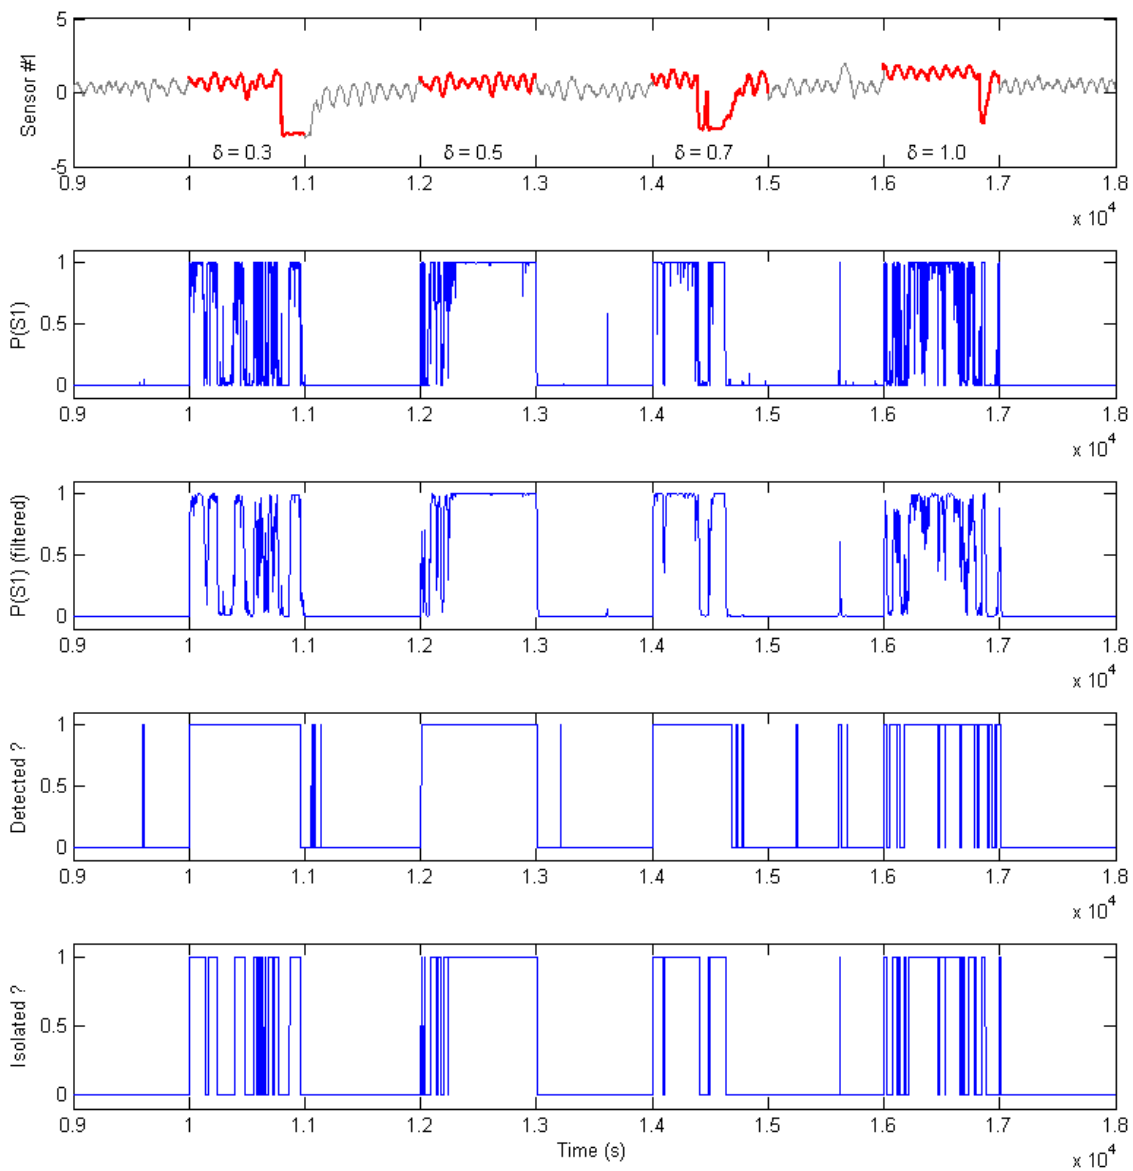 5
0
-5
Sensor #1
δ = 0.3
δ = 0.5
δ = 0.7
δ = 1.0
0.9 1 1.1 1.2 1.3 1.4 1.5 1.6 1.7 1.8
x 10^4
1
0.5
0
P(S1)
0.9 1 1.1 1.2 1.3 1.4 1.5 1.6 1.7 1.8
x 10^4
1
0.5
0
P(S1) (filtered)
0.9 1 1.1 1.2 1.3 1.4 1.5 1.6 1.7 1.8
x 10^4
1
0.5
0
Detected ?
0.9 1 1.1 1.2 1.3 1.4 1.5 1.6 1.7 1.8
x 10^4
1
0.5
0
Isolated ?
0.9 1 1.1 1.2 1.3 1.4 1.5 1.6 1.7 1.8
Time (s)
x 10^4